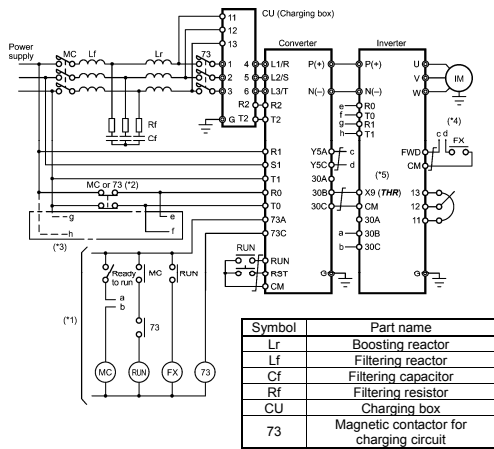 CU (Charging box)
11
12
13
Power supply
MC Lf Lr 73
1 4
2 5
3 6
R2
G T2
Rf
Cf
Converter
L1/R P(+)
L2/S
L3/T N(–)
R2
T2
R1
S1
T1
R0
T0
73A
73C
Y5A
Y5C
30A
30B
30C
RUN
RST
CM
G
c
d
Inverter
P(+) U
V
N(–) W
IM
e R0
f T0
g R1
h T1
(*4)
c d FX
FWD
CM
(*5)
X9 (THR) 13
CM 12
30A 11
a 30B
b 30C
G
MC or 73 (*2)
g e
h f
(*3)
RUN
(*1)
Ready to run
MC RUN
a
b
73
MC RUN FX 73
Symbol Part name
Lr Boosting reactor
Lf Filtering reactor
Cf Filtering capacitor
Rf Filtering resistor
CU Charging box
73 Magnetic contactor for
charging circuit